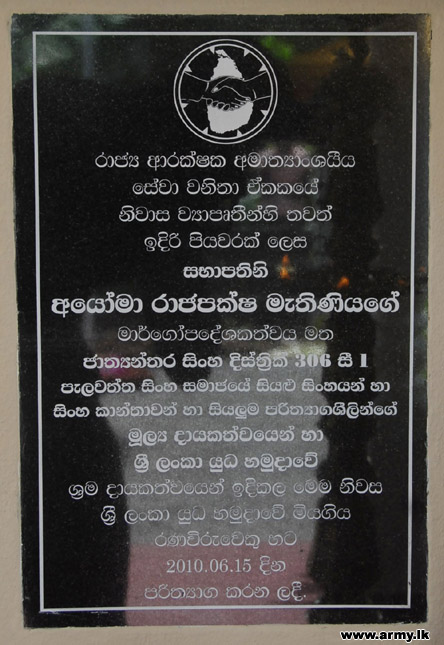 රාජ්‍ය ආරක්ෂක අමාත්‍යාංශයීය
සේවා වනිතා ඒකකයේ
නිවාස ව්‍යාපෘතීන්හි තවත්
ඉදිරි පියවරක් ලෙස
සභාපතිනි
අයෝමා රාජපක්ෂ මැතිණියගේ
මාර්ගෝපදේශකත්වය මත
ජාත්‍යන්තර සිංහ දිස්ත්‍රික් 306 සී 1
පැලවත්ත සිංහ සමාජයේ සියළු සිංහයන් හා
සිංහ කාන්තාවන් හා සියලුම පරිත්‍යාගශීලින්ගේ
මූල්‍ය දායකත්වයෙන් හා
ශ්‍රී ලංකා යුධ හමුදාවේ
ශ්‍රම දායකත්වයෙන් ඉදිකල මෙම නිවස
ශ්‍රී ලංකා යුධ හමුදාවේ මියගිය
රණවිරුවෙකු හට
2010.06.15 දින
පරිත්‍යාග කරන ලදී.
www.army.lk